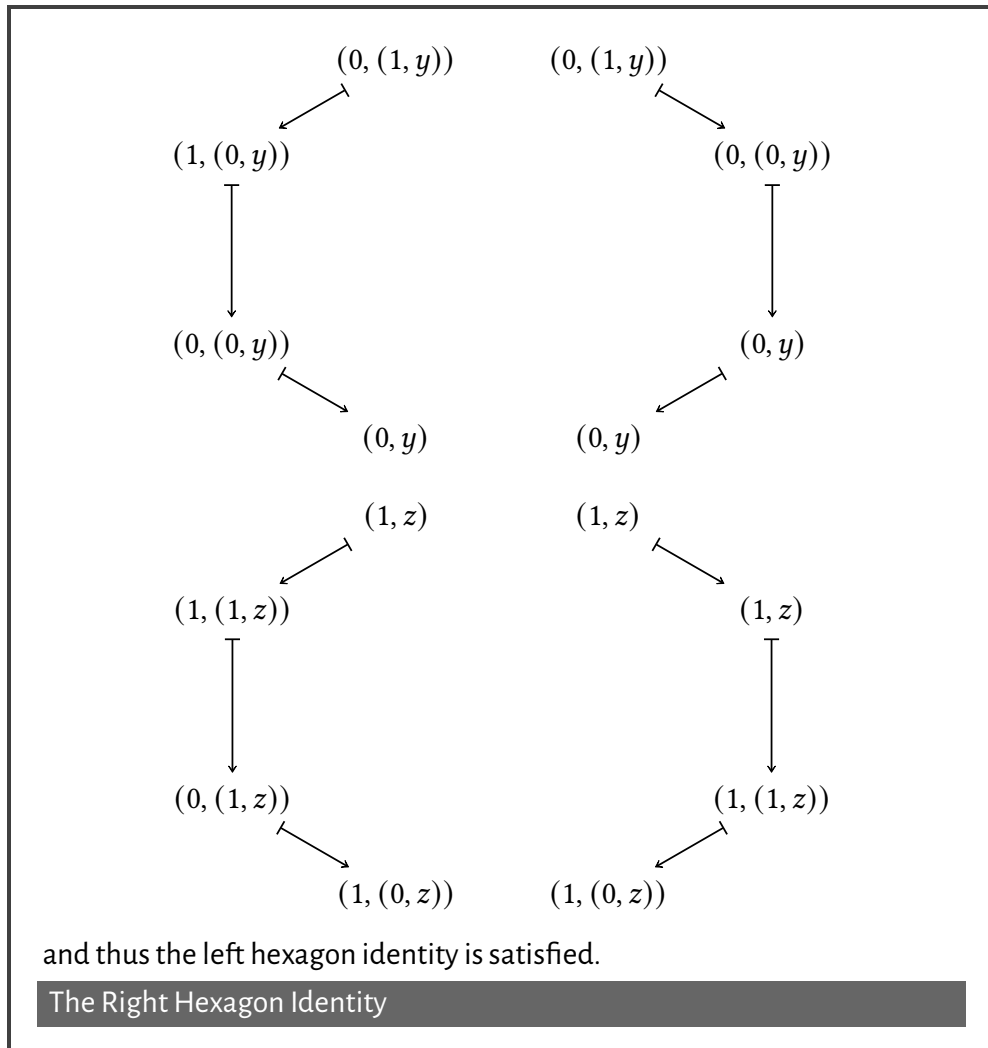 (0, (1, y)) (0, (1, y))
(1, (0, y)) (0, (0, y))
(0, (0, y)) (0, y)
(0, y) (0, y)
(1, z) (1, z)
(1, (1, z)) (1, z)
(0, (1, z)) (1, (1, z))
(1, (0, z)) (1, (0, z))
and thus the left hexagon identity is satisfied.
The Right Hexagon Identity